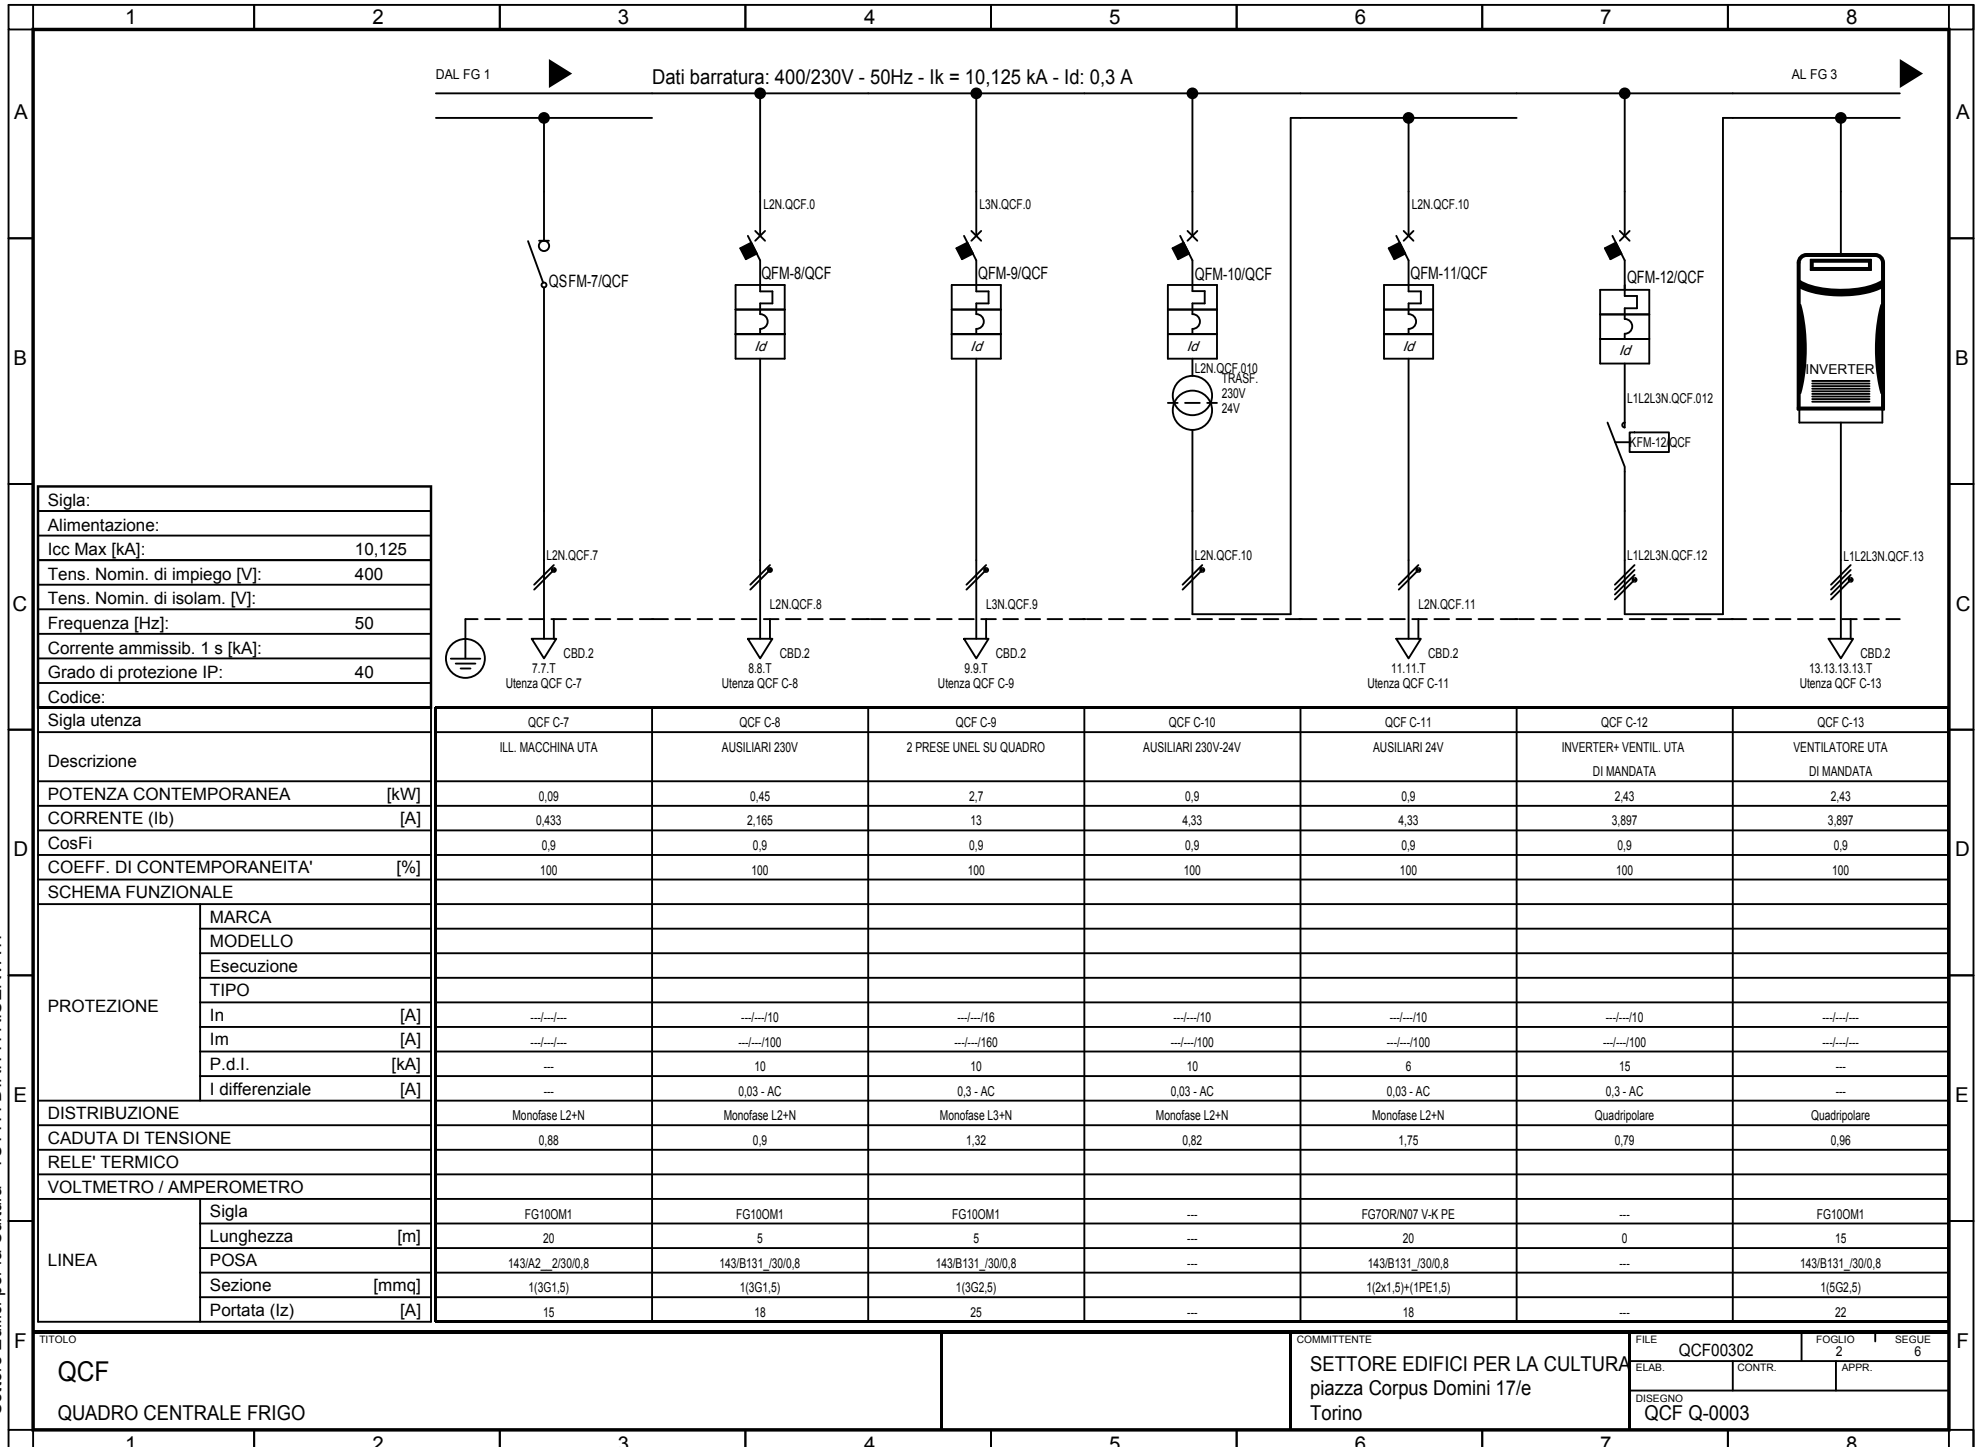 1 2 3 4 5 6 7 8
DAL FG 1
Dati barratura: 400/230V - 50Hz - Ik = 10,125 kA - Id: 0,3 A
AL FG 3
A A
L2N.QCF.0 L3N.QCF.0 L2N.QCF.10
QSFM-7/QCF QFM-8/QCF QFM-9/QCF QFM-10/QCF QFM-11/QCF QFM-12/QCF
Id Id Id Id Id
B B
L2N.QCF.010
TRASF.
230V
24V
INVERTER
L1L2L3N.QCF.012
KFM-12/QCF
Sigla:
Alimentazione:
Icc Max [kA]: 10,125
Tens. Nomin. di impiego [V]: 400
Tens. Nomin. di isolam. [V]:
Frequenza [Hz]: 50
Corrente ammissib. 1 s [kA]:
Grado di protezione IP: 40
Codice:
C C
L2N.QCF.7 L2N.QCF.10 L1L2L3N.QCF.12 L1L2L3N.QCF.13
L2N.QCF.8 L3N.QCF.9 L2N.QCF.11
CBD.2 CBD.2 CBD.2 CBD.2 CBD.2
7.7.T 8.8.T 9.9.T 11.11.T 13.13.13.13.T
Utenza QCF C-7 Utenza QCF C-8 Utenza QCF C-9 Utenza QCF C-11 Utenza QCF C-13
Sigla utenza QCF C-7 QCF C-8 QCF C-9 QCF C-10 QCF C-11 QCF C-12 QCF C-13
Descrizione ILL. MACCHINA UTA AUSILIARI 230V 2 PRESE UNEL SU QUADRO AUSILIARI 230V-24V AUSILIARI 24V INVERTER+ VENTIL. UTA VENTILATORE UTA
DI MANDATA DI MANDATA
POTENZA CONTEMPORANEA [kW] 0,09 0,45 2,7 0,9 0,9 2,43 2,43
CORRENTE (Ib) [A] 0,433 2,165 13 4,33 4,33 3,897 3,897
D D
CosFi 0,9 0,9 0,9 0,9 0,9 0,9 0,9
COEFF. DI CONTEMPORANEITA' [%] 100 100 100 100 100 100 100
SCHEMA FUNZIONALE
PROTEZIONE
MARCA
MODELLO
Esecuzione
TIPO
In [A] ---/---/--- ---/---/10 ---/---/16 ---/---/10 ---/---/10 ---/---/10 ---/---/---
Im [A] ---/---/--- ---/---/100 ---/---/160 ---/---/100 ---/---/100 ---/---/100 ---/---/---
P.d.I. [kA] --- 10 10 10 6 15 ---
I differenziale [A] --- 0,03 - AC 0,3 - AC 0,03 - AC 0,03 - AC 0,3 - AC ---
E E
DISTRIBUZIONE Monofase L2+N Monofase L2+N Monofase L3+N Monofase L2+N Monofase L2+N Quadripolare Quadripolare
CADUTA DI TENSIONE 0,88 0,9 1,32 0,82 1,75 0,79 0,96
RELE' TERMICO
VOLTMETRO / AMPEROMETRO
LINEA
Sigla FG10OM1 FG10OM1 FG10OM1 --- FG7OR/N07 V-K PE --- FG10OM1
Lunghezza [m] 20 5 5 --- 20 0 15
POSA 143/A2__2/30/0,8 143/B131_/30/0,8 143/B131_/30/0,8 --- 143/B131_/30/0,8 --- 143/B131_/30/0,8
Sezione [mmq] 1(3G1,5) 1(3G1,5) 1(3G2,5) 1(2x1,5)+(1PE1,5) 1(5G2,5)
Portata (Iz) [A] 15 18 25 --- 18 --- 22
F F
TITOLO
QCF
QUADRO CENTRALE FRIGO
COMMITTENTE
SETTORE EDIFICI PER LA CULTURA
piazza Corpus Domini 17/e
Torino
FILE QCF00302 FOGLIO 2 SEGUE 6
ELAB. CONTR. APPR.
DISEGNO
QCF Q-0003
1 2 3 4 5 6 7 8